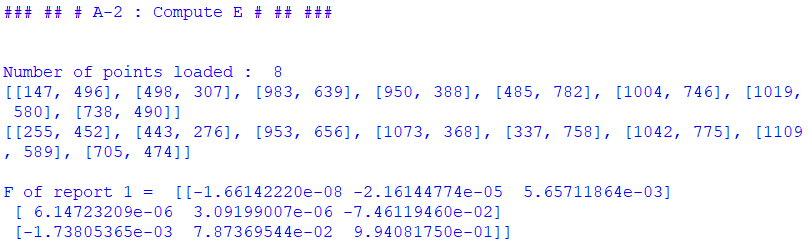 ### ## # A-2 : Compute E # ## ###
Number of points loaded :  8
[[147, 496], [498, 307], [983, 639], [950, 388], [485, 782], [1004, 746], [1019,
 580], [738, 490]]
[[255, 452], [443, 276], [953, 656], [1073, 368], [337, 758], [1042, 775], [1109
, 589], [705, 474]]
F of report 1 =  [[-1.66142220e-08 -2.16144774e-05  5.65711864e-03]
 [ 6.14723209e-06  3.09199007e-06 -7.46119460e-02]
 [-1.73805365e-03  7.87369544e-02  9.94081750e-01]]